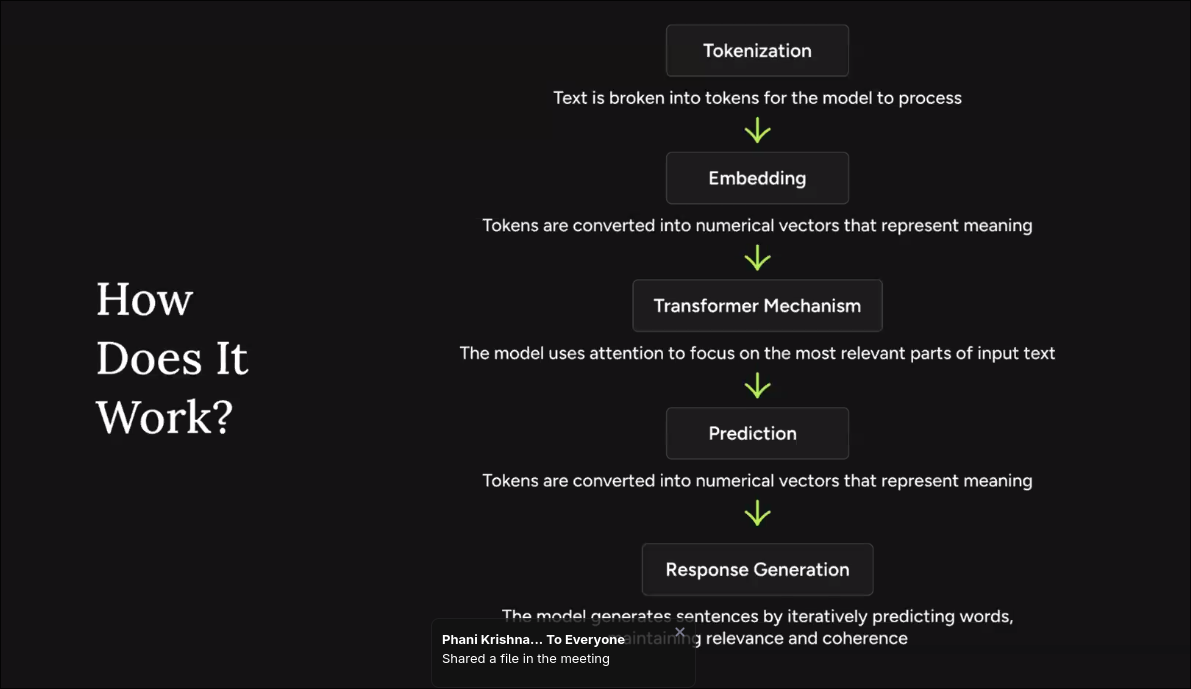 How
Does It
Work?
Tokenization
Text is broken into tokens for the model to process
Embedding
Tokens are converted into numerical vectors that represent meaning
Transformer Mechanism
The model uses attention to focus on the most relevant parts of input text
Prediction
Tokens are converted into numerical vectors that represent meaning
Response Generation
The model generates sentences by iteratively predicting words,
maintaining relevance and coherence
Phani Krishna... To Everyone
Shared a file in the meeting